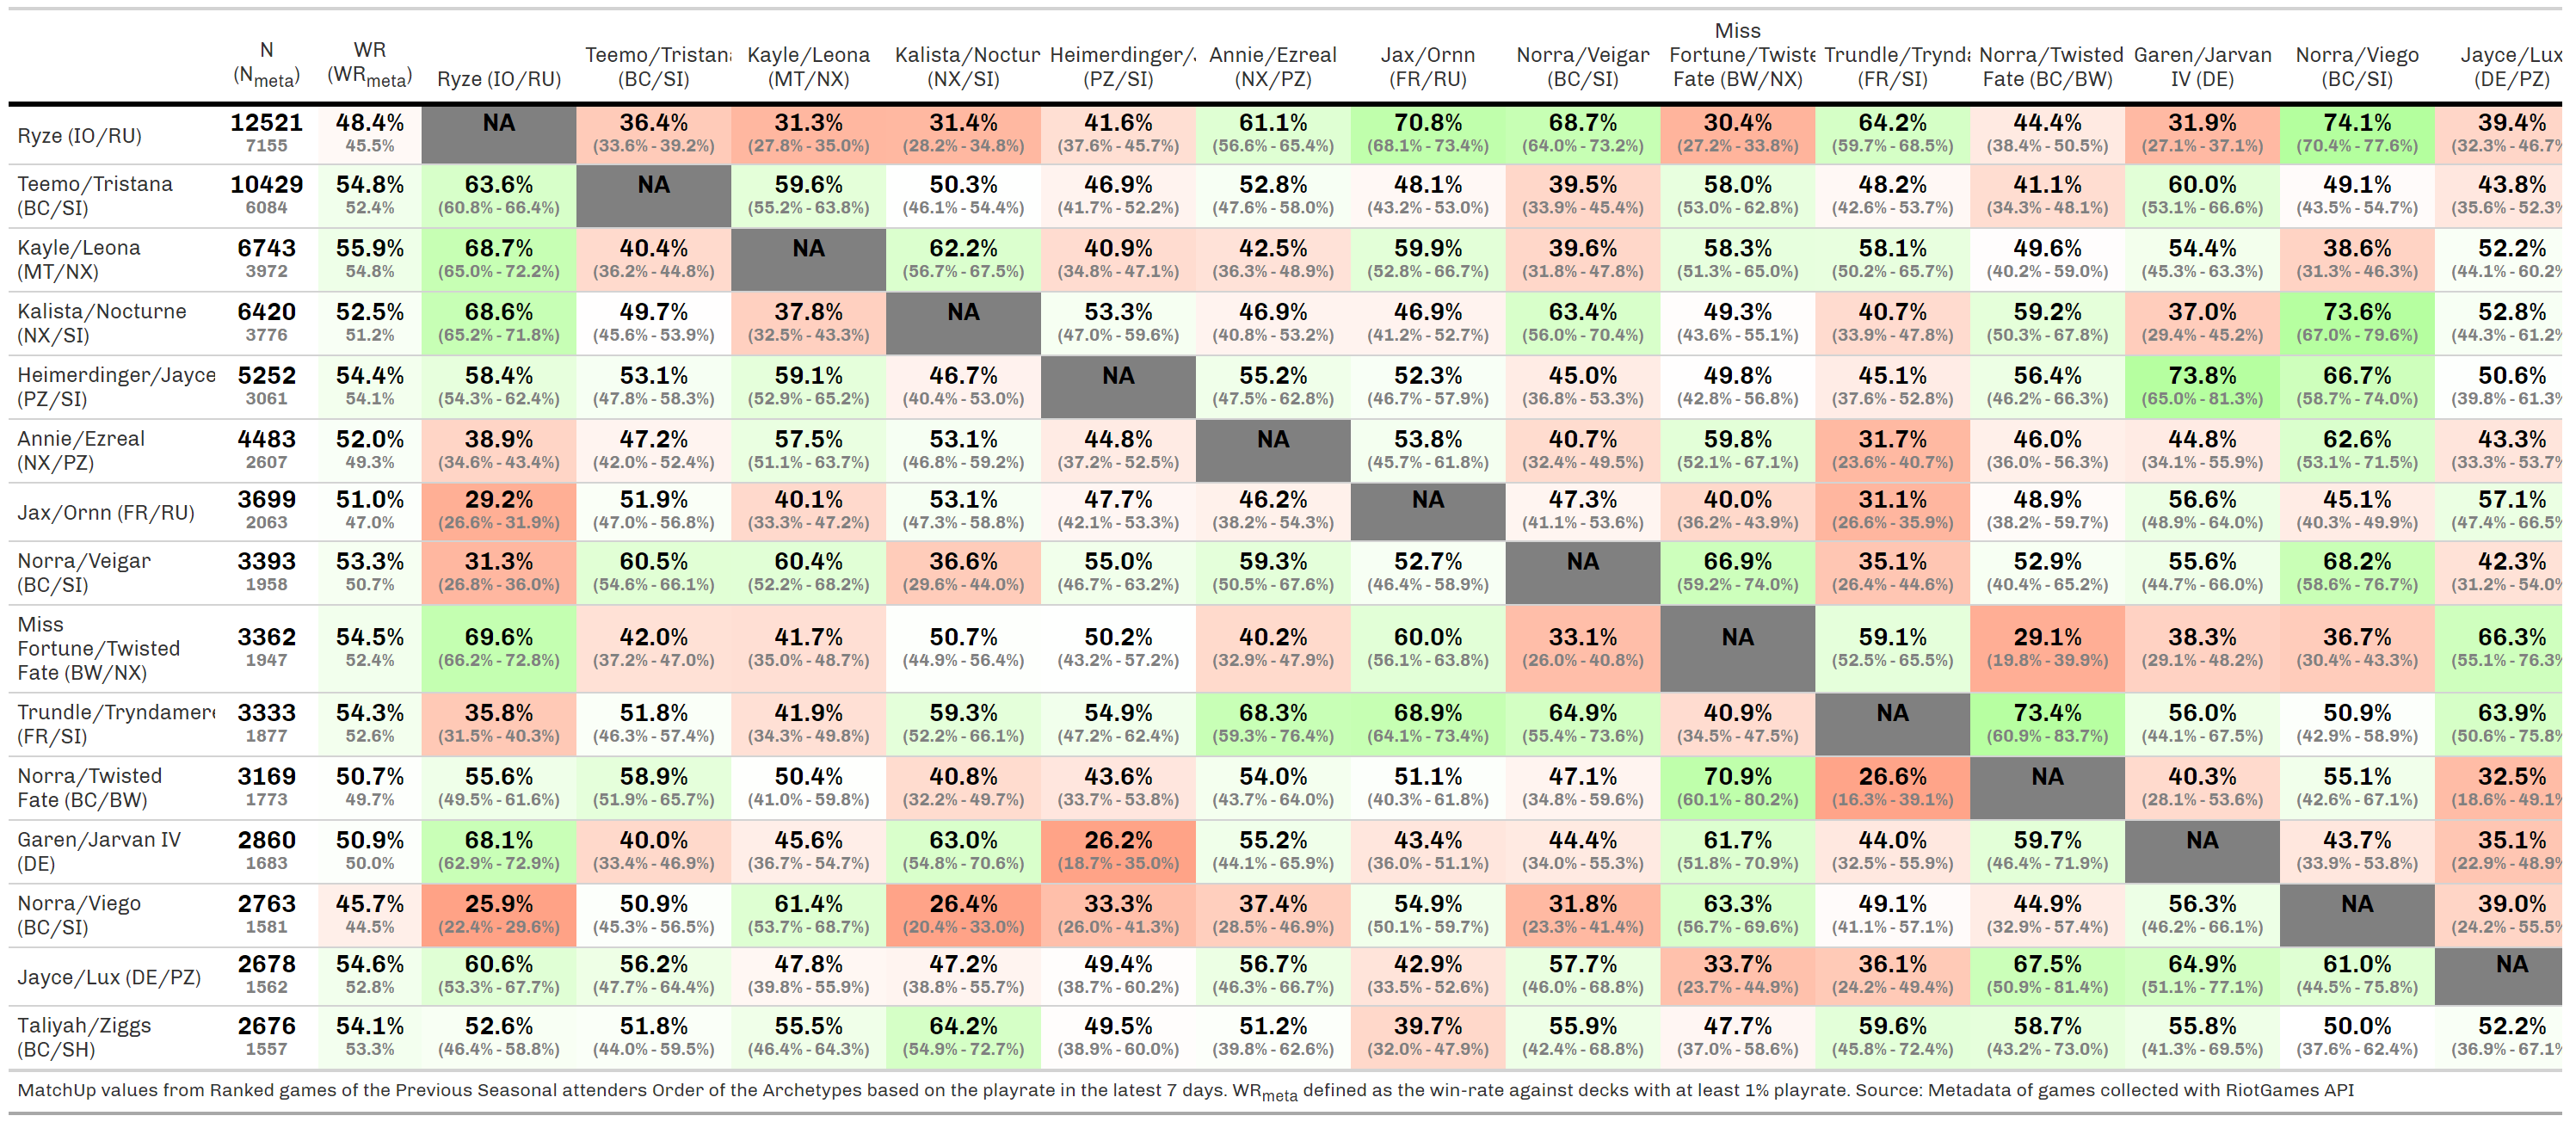 Miss
N WR Teemo/Tristana Kayle/Leona Kalista/Noctur Heimerdinger/J Annie/Ezreal Jax/Ornn Norra/Veigar Fortune/Twiste Trundle/Trynda Norra/Twisted Garen/Jarvan Norra/Viego Jayce/Lux
(Nmeta) (WRmeta) Ryze (IO/RU) (BC/SI) (MT/NX) (NX/SI) (PZ/SI) (NX/PZ) (FR/RU) (BC/SI) Fate (BW/NX) (FR/SI) Fate (BC/BW) IV (DE) (BC/SI) (DE/PZ)
Ryze (IO/RU) 12521 48.4% NA 36.4% 31.3% 31.4% 41.6% 61.1% 70.8% 68.7% 30.4% 64.2% 44.4% 31.9% 74.1% 39.4%
7155 45.5% (33.6% - 39.2%) (27.8% - 35.0%) (28.2% - 34.8%) (37.6% - 45.7%) (56.6% - 65.4%) (68.1% - 73.4%) (64.0% - 73.2%) (27.2% - 33.8%) (59.7% - 68.5%) (38.4% - 50.5%) (27.1% - 37.1%) (70.4% - 77.6%) (32.3% - 46.7%
Teemo/Tristana 10429 54.8% 63.6% NA 59.6% 50.3% 46.9% 52.8% 48.1% 39.5% 58.0% 48.2% 41.1% 60.0% 49.1% 43.8%
(BC/SI) 6084 52.4% (60.8% - 66.4%) (55.2% - 63.8%) (46.1% - 54.4%) (41.7% - 52.2%) (47.6% - 58.0%) (43.2% - 53.0%) (33.9% - 45.4%) (53.0% - 62.8%) (42.6% - 53.7%) (34.3% - 48.1%) (53.1% - 66.6%) (43.5% - 54.7%) (35.6% - 52.3%
Kayle/Leona 6743 55.9% 68.7% 40.4% NA 62.2% 40.9% 42.5% 59.9% 39.6% 58.3% 58.1% 49.6% 54.4% 38.6% 52.2%
(MT/NX) 3972 54.8% (65.0% - 72.2%) (36.2% - 44.8%) (56.7% - 67.5%) (34.8% - 47.1%) (36.3% - 48.9%) (52.8% - 66.7%) (31.8% - 47.8%) (51.3% - 65.0%) (50.2% - 65.7%) (40.2% - 59.0%) (45.3% - 63.3%) (31.3% - 46.3%) (44.1% - 60.2%
Kalista/Nocturne 6420 52.5% 68.6% 49.7% 37.8% NA 53.3% 46.9% 46.9% 63.4% 49.3% 40.7% 59.2% 37.0% 73.6% 52.8%
(NX/SI) 3776 51.2% (65.2% - 71.8%) (45.6% - 53.9%) (32.5% - 43.3%) (47.0% - 59.6%) (40.8% - 53.2%) (41.2% - 52.7%) (56.0% - 70.4%) (43.6% - 55.1%) (33.9% - 47.8%) (50.3% - 67.8%) (29.4% - 45.2%) (67.0% - 79.6%) (44.3% - 61.2%
Heimerdinger/Jayce 5252 54.4% 58.4% 53.1% 59.1% 46.7% NA 55.2% 52.3% 45.0% 49.8% 45.1% 56.4% 73.8% 66.7% 50.6%
(PZ/SI) 3061 54.1% (54.3% - 62.4%) (47.8% - 58.3%) (52.9% - 65.2%) (40.4% - 53.0%) (47.5% - 62.8%) (46.7% - 57.9%) (36.8% - 53.3%) (42.8% - 56.8%) (37.6% - 52.8%) (46.2% - 66.3%) (65.0% - 81.3%) (58.7% - 74.0%) (39.8% - 61.3%
Annie/Ezreal 4483 52.0% 38.9% 47.2% 57.5% 53.1% 44.8% NA 53.8% 40.7% 59.8% 31.7% 46.0% 44.8% 62.6% 43.3%
(NX/PZ) 2607 49.3% (34.6% - 43.4%) (42.0% - 52.4%) (51.1% - 63.7%) (46.8% - 59.2%) (37.2% - 52.5%) (45.7% - 61.8%) (32.4% - 49.5%) (52.1% - 67.1%) (23.6% - 40.7%) (36.0% - 56.3%) (34.1% - 55.9%) (53.1% - 71.5%) (33.3% - 53.7%
Jax/Ornn (FR/RU) 3699 51.0% 29.2% 51.9% 40.1% 53.1% 47.7% 46.2% NA 47.3% 40.0% 31.1% 48.9% 56.6% 45.1% 57.1%
2063 47.0% (26.6% - 31.9%) (47.0% - 56.8%) (33.3% - 47.2%) (47.3% - 58.8%) (42.1% - 53.3%) (38.2% - 54.3%) (41.1% - 53.6%) (36.2% - 43.9%) (26.6% - 35.9%) (38.2% - 59.7%) (48.9% - 64.0%) (40.3% - 49.9%) (47.4% - 66.5%
Norra/Veigar 3393 53.3% 31.3% 60.5% 60.4% 36.6% 55.0% 59.3% 52.7% NA 66.9% 35.1% 52.9% 55.6% 68.2% 42.3%
(BC/SI) 1958 50.7% (26.8% - 36.0%) (54.6% - 66.1%) (52.2% - 68.2%) (29.6% - 44.0%) (46.7% - 63.2%) (50.5% - 67.6%) (46.4% - 58.9%) (59.2% - 74.0%) (26.4% - 44.6%) (40.4% - 65.2%) (44.7% - 66.0%) (58.6% - 76.7%) (31.2% - 54.0%
Miss
Fortune/Twisted 3362 54.5% 69.6% 42.0% 41.7% 50.7% 50.2% 40.2% 60.0% 33.1% NA 59.1% 29.1% 38.3% 36.7% 66.3%
Fate (BW/NX) 1947 52.4% (66.2% - 72.8%) (37.2% - 47.0%) (35.0% - 48.7%) (44.9% - 56.4%) (43.2% - 57.2%) (32.9% - 47.9%) (56.1% - 63.8%) (26.0% - 40.8%) (52.5% - 65.5%) (19.8% - 39.9%) (29.1% - 48.2%) (30.4% - 43.3%) (55.1% - 76.3%
Trundle/Tryndamere 3333 54.3% 35.8% 51.8% 41.9% 59.3% 54.9% 68.3% 68.9% 64.9% 40.9% NA 73.4% 56.0% 50.9% 63.9%
(FR/SI) 1877 52.6% (31.5% - 40.3%) (46.3% - 57.4%) (34.3% - 49.8%) (52.2% - 66.1%) (47.2% - 62.4%) (59.3% - 76.4%) (64.1% - 73.4%) (55.4% - 73.6%) (34.5% - 47.5%) (60.9% - 83.7%) (44.1% - 67.5%) (42.9% - 58.9%) (50.6% - 75.8%
Norra/Twisted 3169 50.7% 55.6% 58.9% 50.4% 40.8% 43.6% 54.0% 51.1% 47.1% 70.9% 26.6% NA 40.3% 55.1% 32.5%
Fate (BC/BW) 1773 49.7% (49.5% - 61.6%) (51.9% - 65.7%) (41.0% - 59.8%) (32.2% - 49.7%) (33.7% - 53.8%) (43.7% - 64.0%) (40.3% - 61.8%) (34.8% - 59.6%) (60.1% - 80.2%) (16.3% - 39.1%) (28.1% - 53.6%) (42.6% - 67.1%) (18.6% - 49.1%
Garen/Jarvan IV 2860 50.9% 68.1% 40.0% 45.6% 63.0% 26.2% 55.2% 43.4% 44.4% 61.7% 44.0% 59.7% NA 43.7% 35.1%
(DE) 1683 50.0% (62.9% - 72.9%) (33.4% - 46.9%) (36.7% - 54.7%) (54.8% - 70.6%) (18.7% - 35.0%) (44.1% - 65.9%) (36.0% - 51.1%) (34.0% - 55.3%) (51.8% - 70.9%) (32.5% - 55.9%) (46.4% - 71.9%) (33.9% - 53.8%) (22.9% - 48.9%
Norra/Viego 2763 45.7% 25.9% 50.9% 61.4% 26.4% 33.3% 37.4% 54.9% 31.8% 63.3% 49.1% 44.9% 56.3% NA 39.0%
(BC/SI) 1581 44.5% (22.4% - 29.6%) (45.3% - 56.5%) (53.7% - 68.7%) (20.4% - 33.0%) (26.0% - 41.3%) (28.5% - 46.9%) (50.1% - 59.7%) (23.3% - 41.4%) (56.7% - 69.6%) (41.1% - 57.1%) (32.9% - 57.4%) (46.2% - 66.1%) (24.2% - 55.5%
Jayce/Lux (DE/PZ) 2678 54.6% 60.6% 56.2% 47.8% 47.2% 49.4% 56.7% 42.9% 57.7% 33.7% 36.1% 67.5% 64.9% 61.0% NA
1562 52.8% (53.3% - 67.7%) (47.7% - 64.4%) (39.8% - 55.9%) (38.8% - 55.7%) (38.7% - 60.2%) (46.3% - 66.7%) (33.5% - 52.6%) (46.0% - 68.8%) (23.7% - 44.9%) (24.2% - 49.4%) (50.9% - 81.4%) (51.1% - 77.1%) (44.5% - 75.8%)
Taliyah/Ziggs 2676 54.1% 52.6% 51.8% 55.5% 64.2% 49.5% 51.2% 39.7% 55.9% 47.7% 59.6% 58.7% 55.8% 50.0% 52.2%
(BC/SH) 1557 53.3% (46.4% - 58.8%) (44.0% - 59.5%) (46.4% - 64.3%) (54.9% - 72.7%) (38.9% - 60.0%) (39.8% - 62.6%) (32.0% - 47.9%) (42.4% - 68.8%) (37.0% - 58.6%) (45.8% - 72.4%) (43.2% - 73.0%) (41.3% - 69.5%) (37.6% - 62.4%) (36.9% - 67.1%
MatchUp values from Ranked games of the Previous Seasonal attenders Order of the Archetypes based on the playrate in the latest 7 days. WRmeta defined as the win-rate against decks with at least 1% playrate. Source: Metadata of games collected with RiotGames API